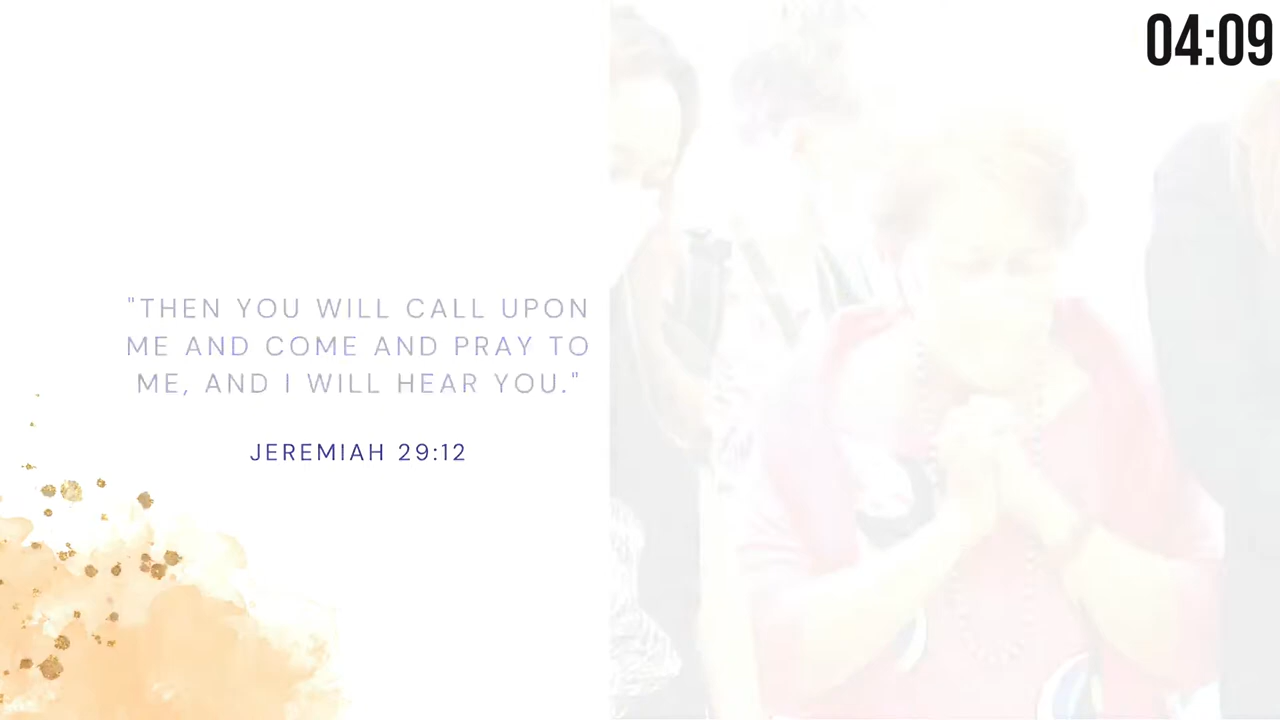 04:09
"THEN YOU WILL CALL UPON
ME AND COME AND PRAY TO
ME, AND I WILL HEAR YOU."
JEREMIAH 29:12